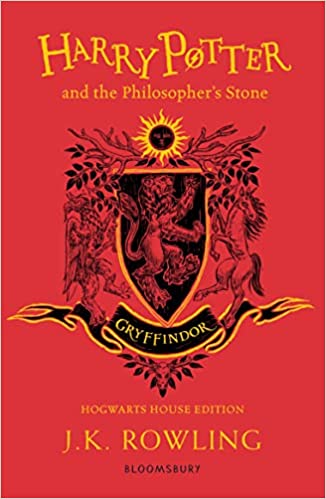 HARRY POTTER
and the Philosopher's Stone
GRYFFINDOR
HOGWARTS HOUSE EDITION
J.K. ROWLING
BLOOMSBURY